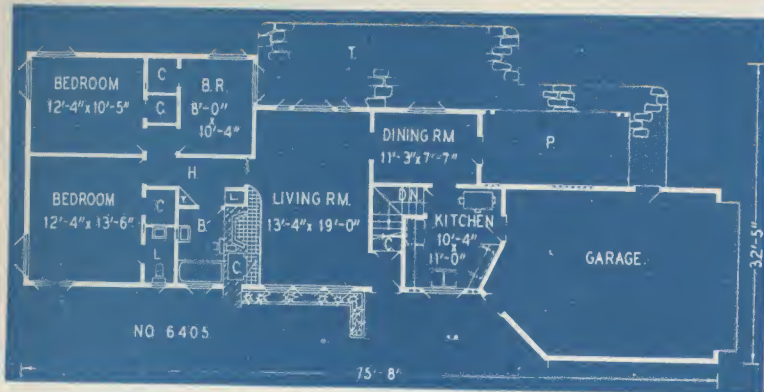 T.
BEDROOM
12'-4" x 10'-5"
C
C.
B.R.
8'-0"
x
10'-4"
DINING RM
11'-3" x 7'-7"
P.
H.
BEDROOM
12'-4" x 13'-6"
C
L
B.
L
C.
LIVING RM.
13'-4" x 19'-0"
DN
C
KITCHEN
10'-4"
x
11'-0"
GARAGE.
32'-5"
NO 6405
75'-8"